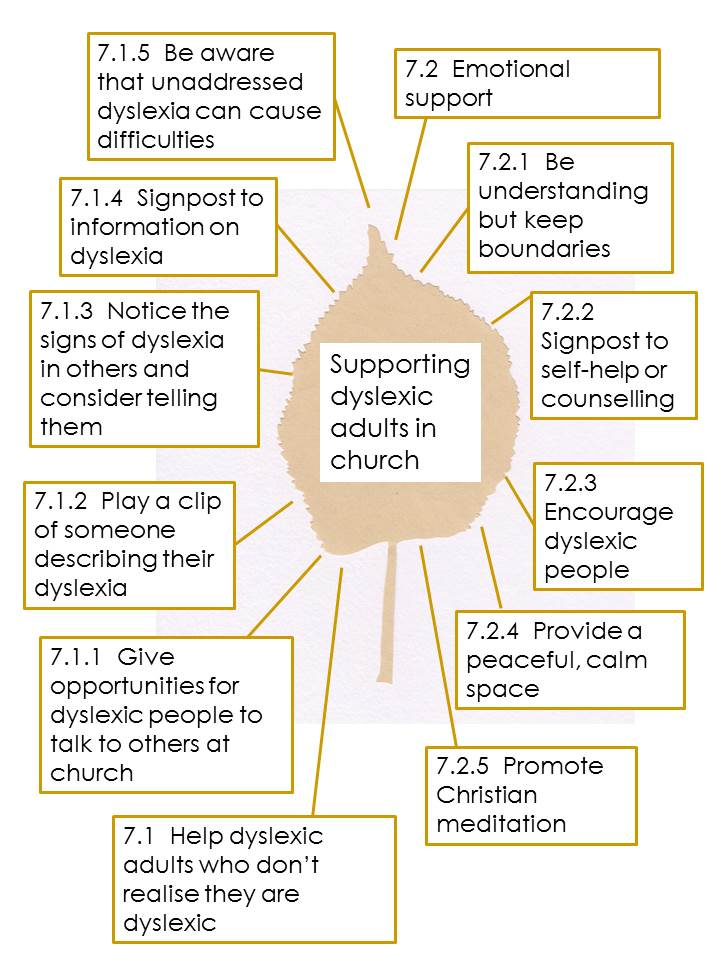 Supporting
dyslexic
adults in
church
7.1 Help dyslexic
adults who don't
realise they are
dyslexic
7.1.1 Give
opportunities for
dyslexic people to
talk to others at
church
7.1.2 Play a clip
of someone
describing their
dyslexia
7.1.3 Notice the
signs of dyslexia
in others and
consider telling
them
7.1.4 Signpost to
information on
dyslexia
7.1.5 Be aware
that unaddressed
dyslexia can cause
difficulties
7.2 Emotional
support
7.2.1 Be
understanding
but keep
boundaries
7.2.2
Signpost to
self-help or
counselling
7.2.3
Encourage
dyslexic
people
7.2.4 Provide a
peaceful, calm
space
7.2.5 Promote
Christian
meditation